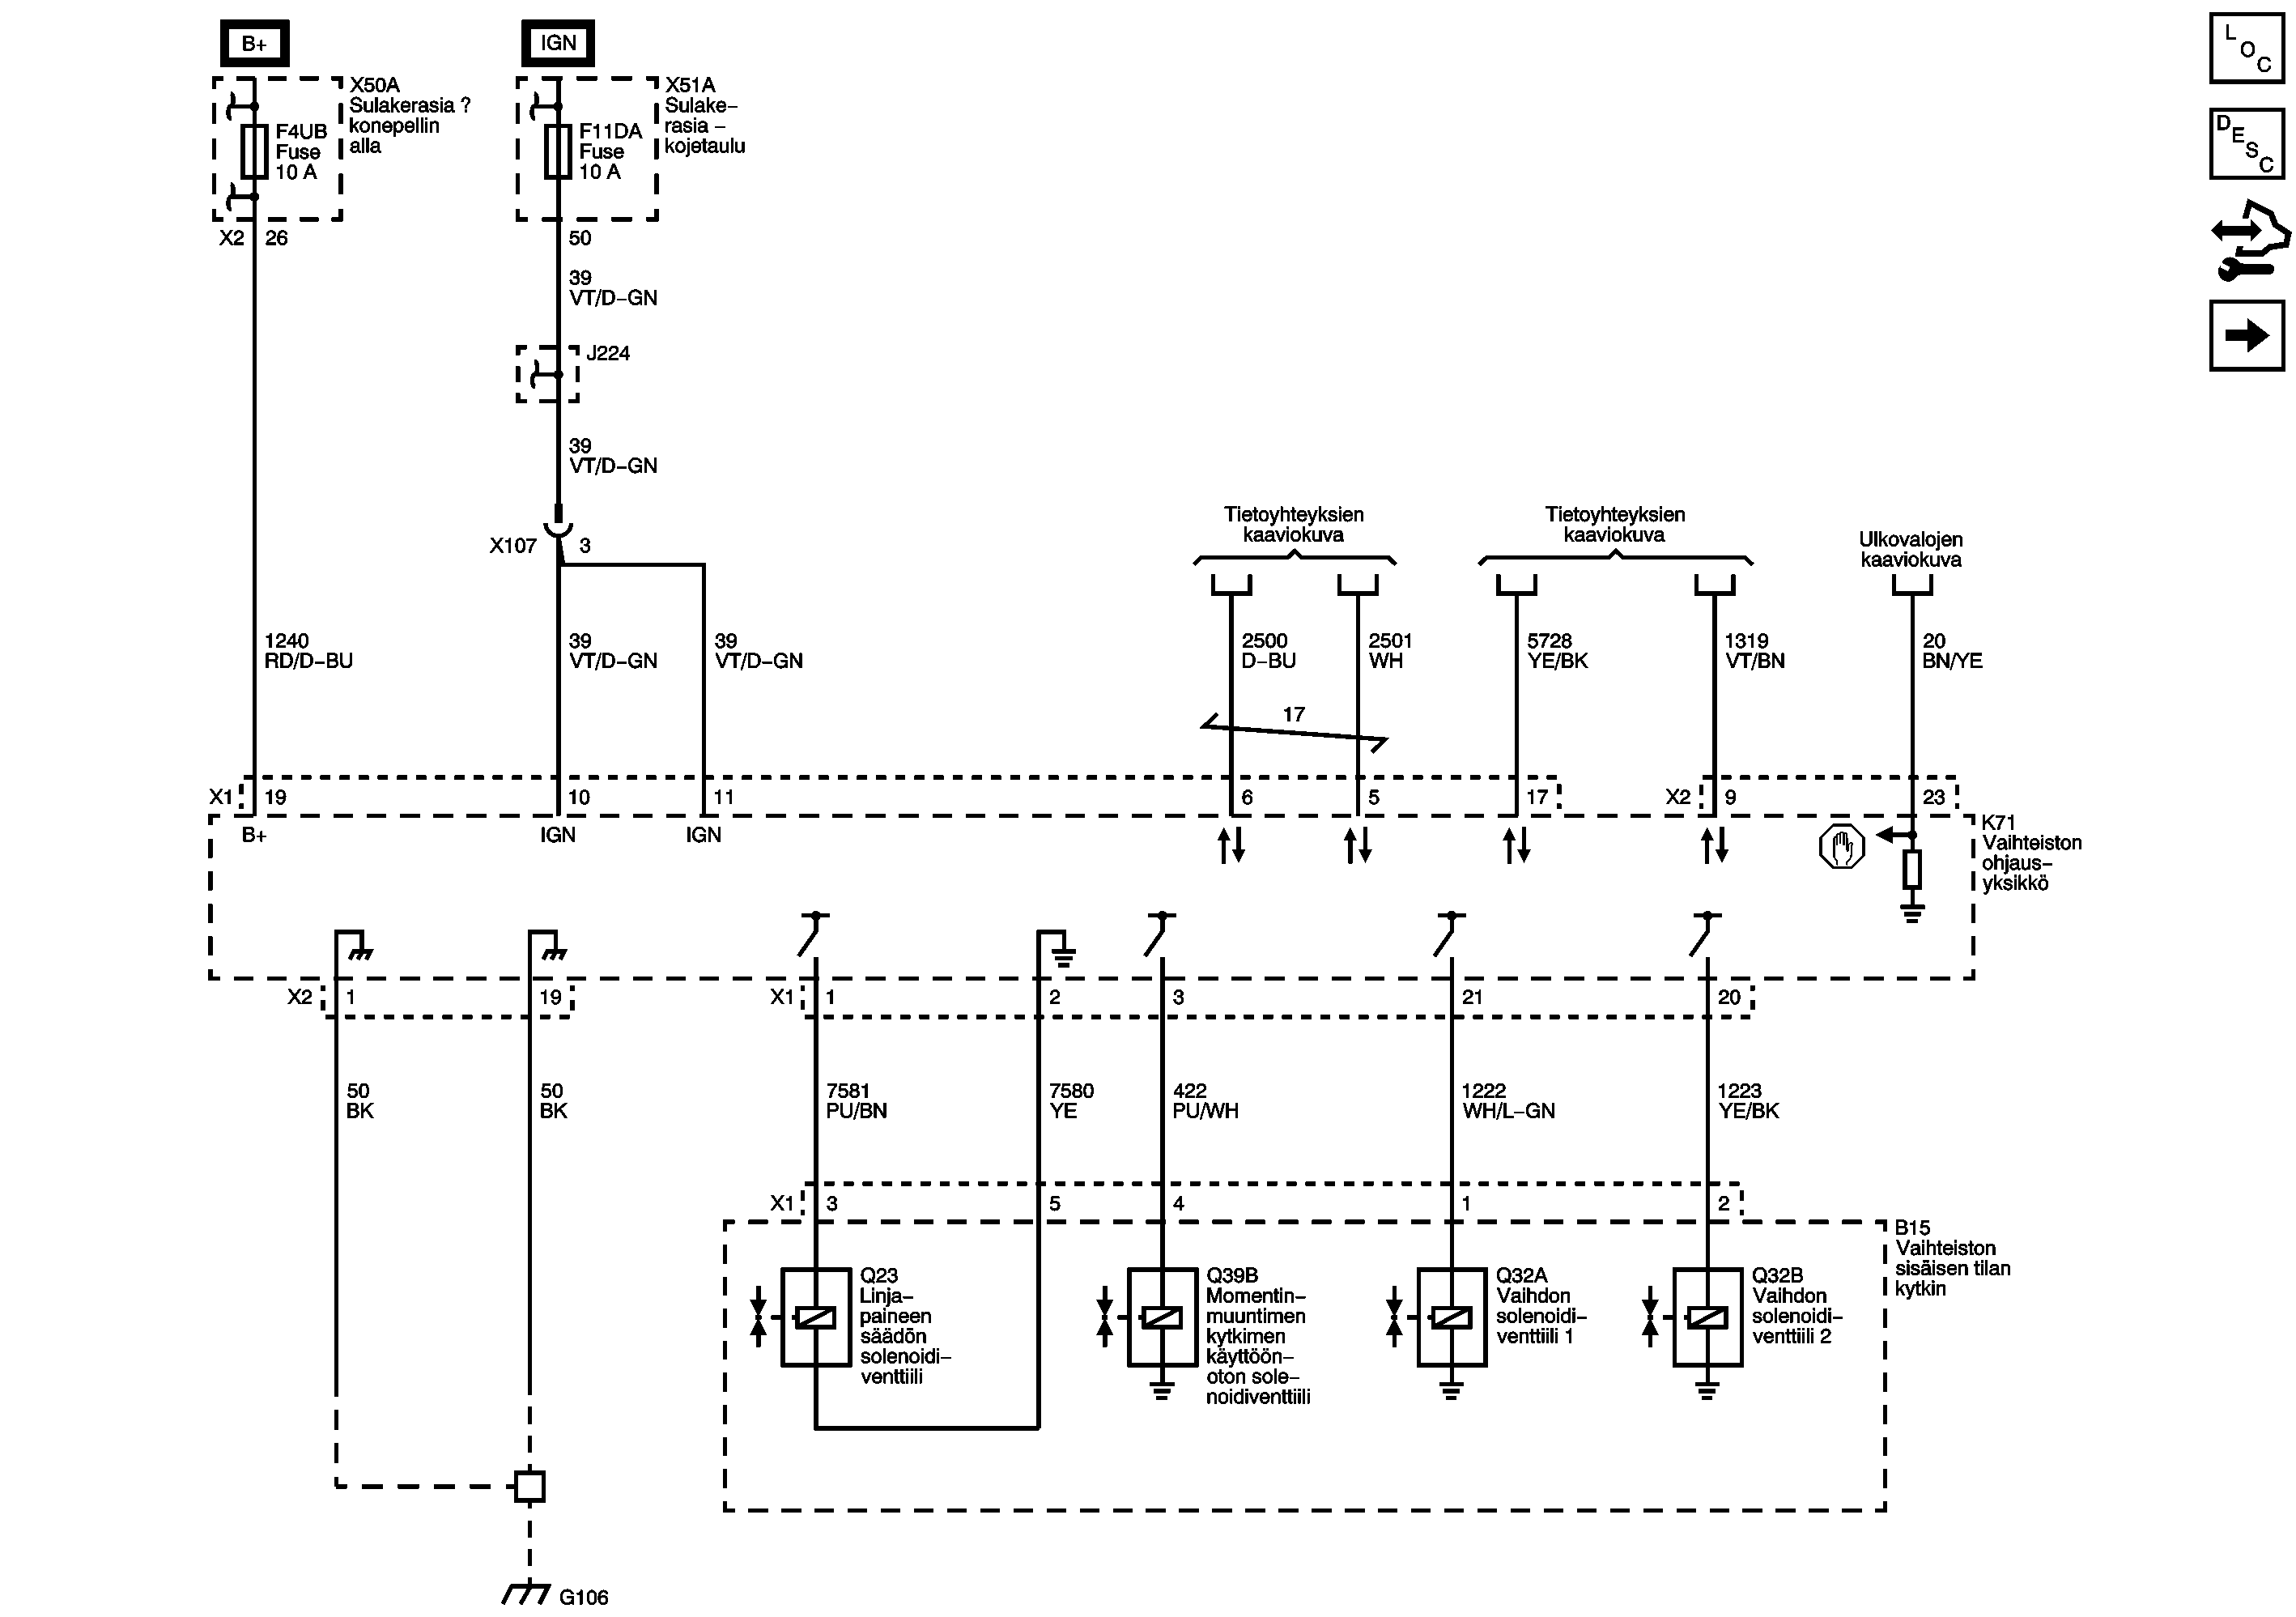 B+
IGN
X50A
Sulakerasia ?
konepellin
alla
F4UB
Fuse
10 A
X51A
Sulake–
rasia –
kojetaulu
F11DA
Fuse
10 A
L
O
C
D
E
S
C
X2 26
50
39
VT/D–GN
J224
39
VT/D–GN
X107 3
Tietoyhteyksien
kaaviokuva
Tietoyhteyksien
kaaviokuva
Ulkovalojen
kaaviokuva
1240
RD/D–BU
39
VT/D–GN
39
VT/D–GN
2500
D–BU
2501
WH
5728
YE/BK
1319
VT/BN
20
BN/YE
17
X1 19 10 11 6 5 17 X2 9 23
B+ IGN IGN
K71
Vaihteiston
ohjaus–
yksikkö
X2 1 19 X1 1 2 3 21 20
50
BK
50
BK
7581
PU/BN
7580
YE
422
PU/WH
1222
WH/L–GN
1223
YE/BK
X1 3 5 4 1 2
B15
Vaihteiston
sisäisen tilan
kytkin
Q23
Linja–
paineen
säädön
solenoidi–
venttiili
Q39B
Momentin–
muuntimen
kytkimen
käyttöön–
oton sole–
noidiventtiili
Q32A
Vaihdon
solenoidi–
venttiili 1
Q32B
Vaihdon
solenoidi–
venttiili 2
G106